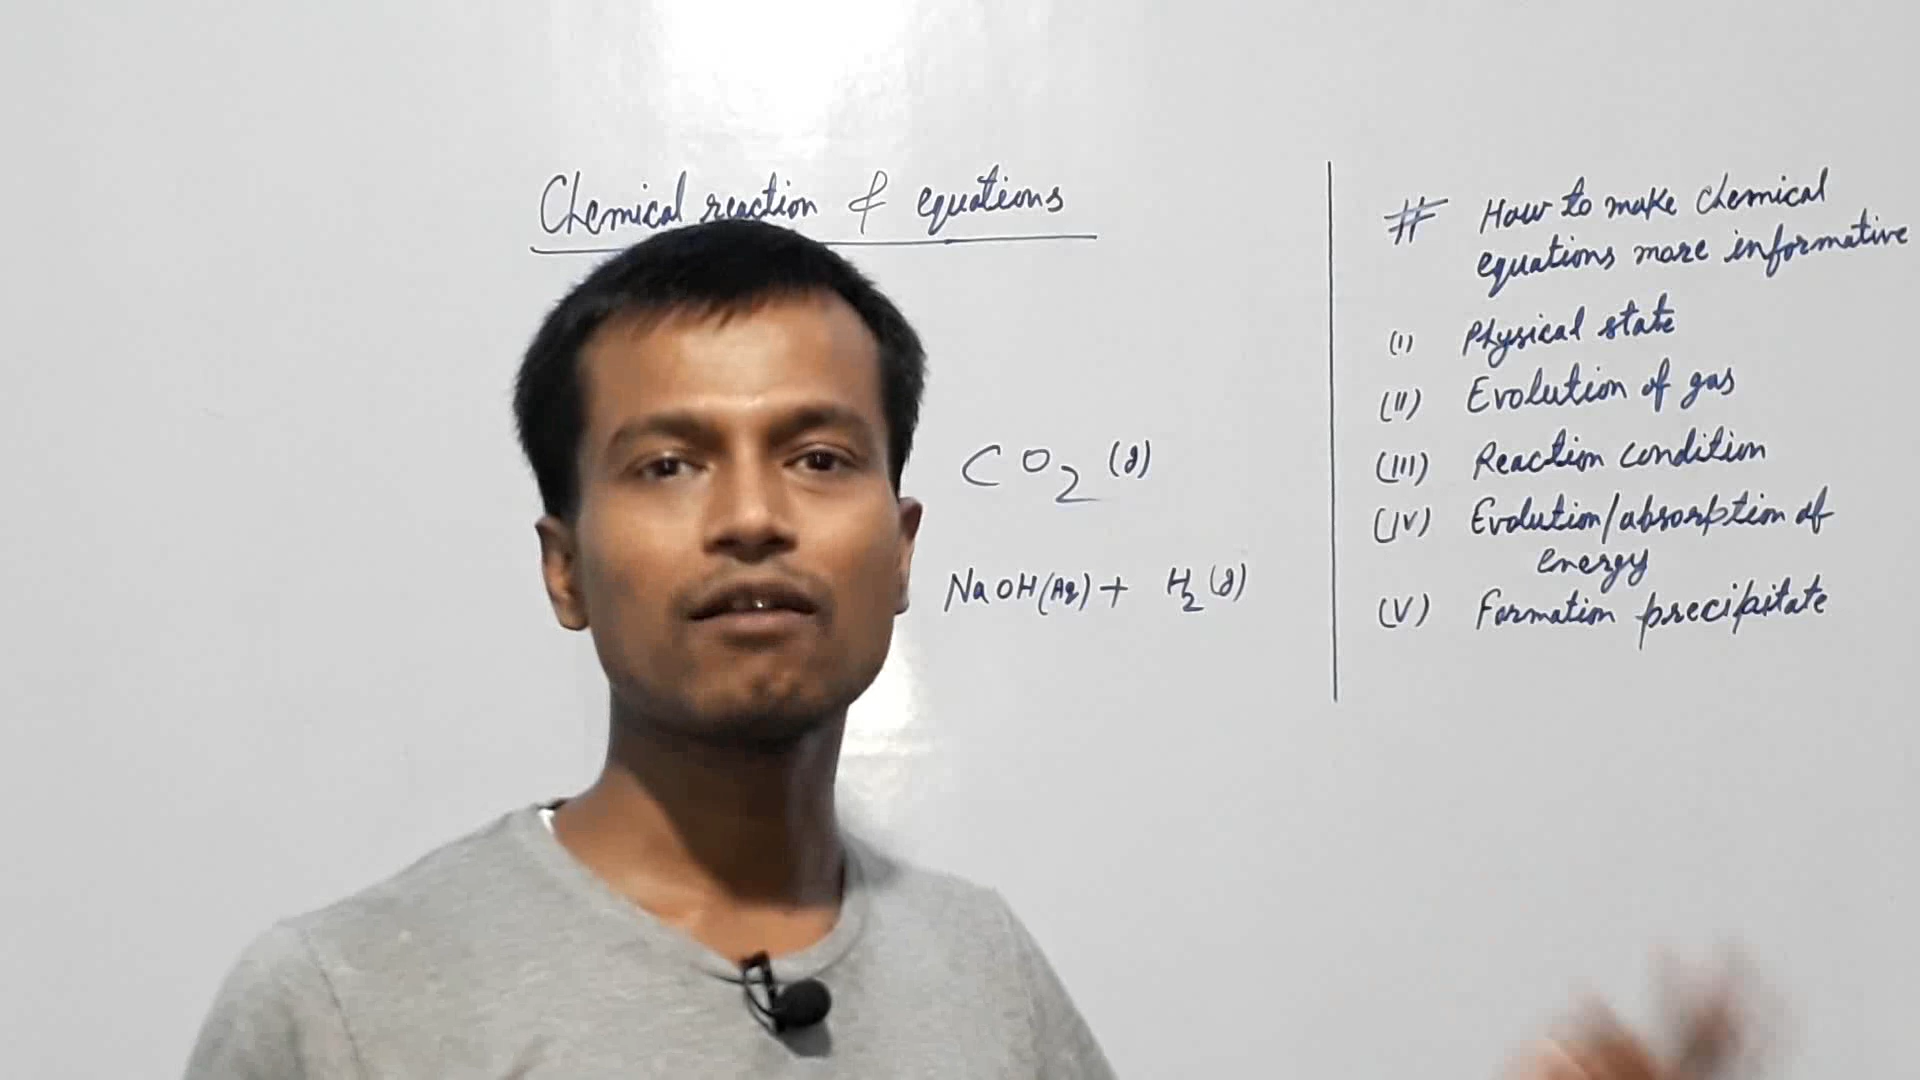 Chemical reaction & equations
CO2 (g)
NaOH(Aq) + H2(g)
# How to make chemical
equations more informative
(I) Physical state
(II) Evolution of gas
(III) Reaction condition
(IV) Evolution/absorption of
energy
(V) Formation precipitate